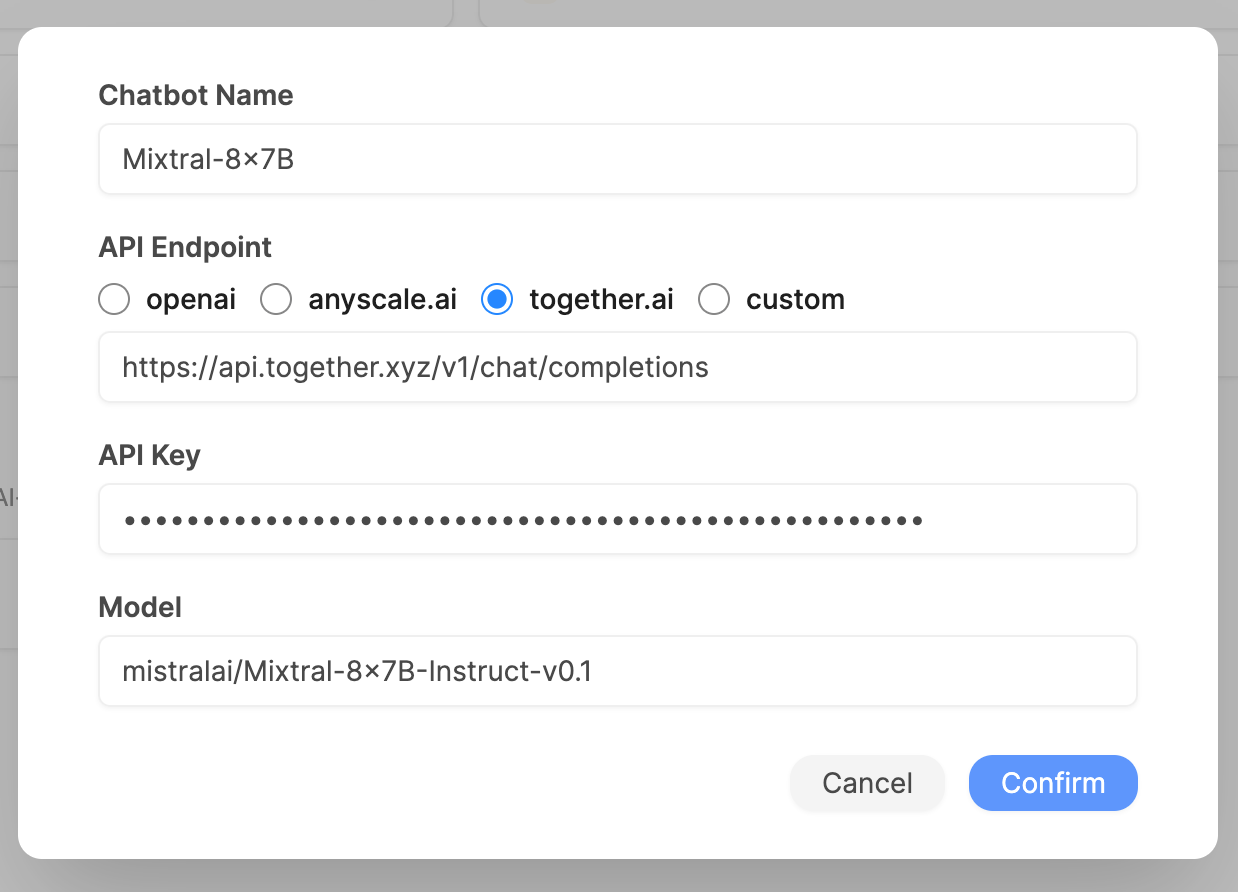 Chatbot Name
Mixtral-8×7B
API Endpoint
openai anyscale.ai together.ai custom
https://api.together.xyz/v1/chat/completions
API Key
••••••••••••••••••••••••••••••••••••••••••••••••••••
Model
mistralai/Mixtral-8×7B-Instruct-v0.1
Cancel Confirm
AI-